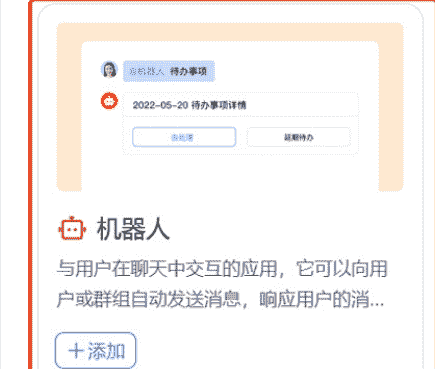 @机器人 待办事项
2022-05-20 待办事项详情
去处理
延期待办
机器人
与用户在聊天中交互的应用，它可以向用
户或群组自动发送消息，响应用户的消...
+添加